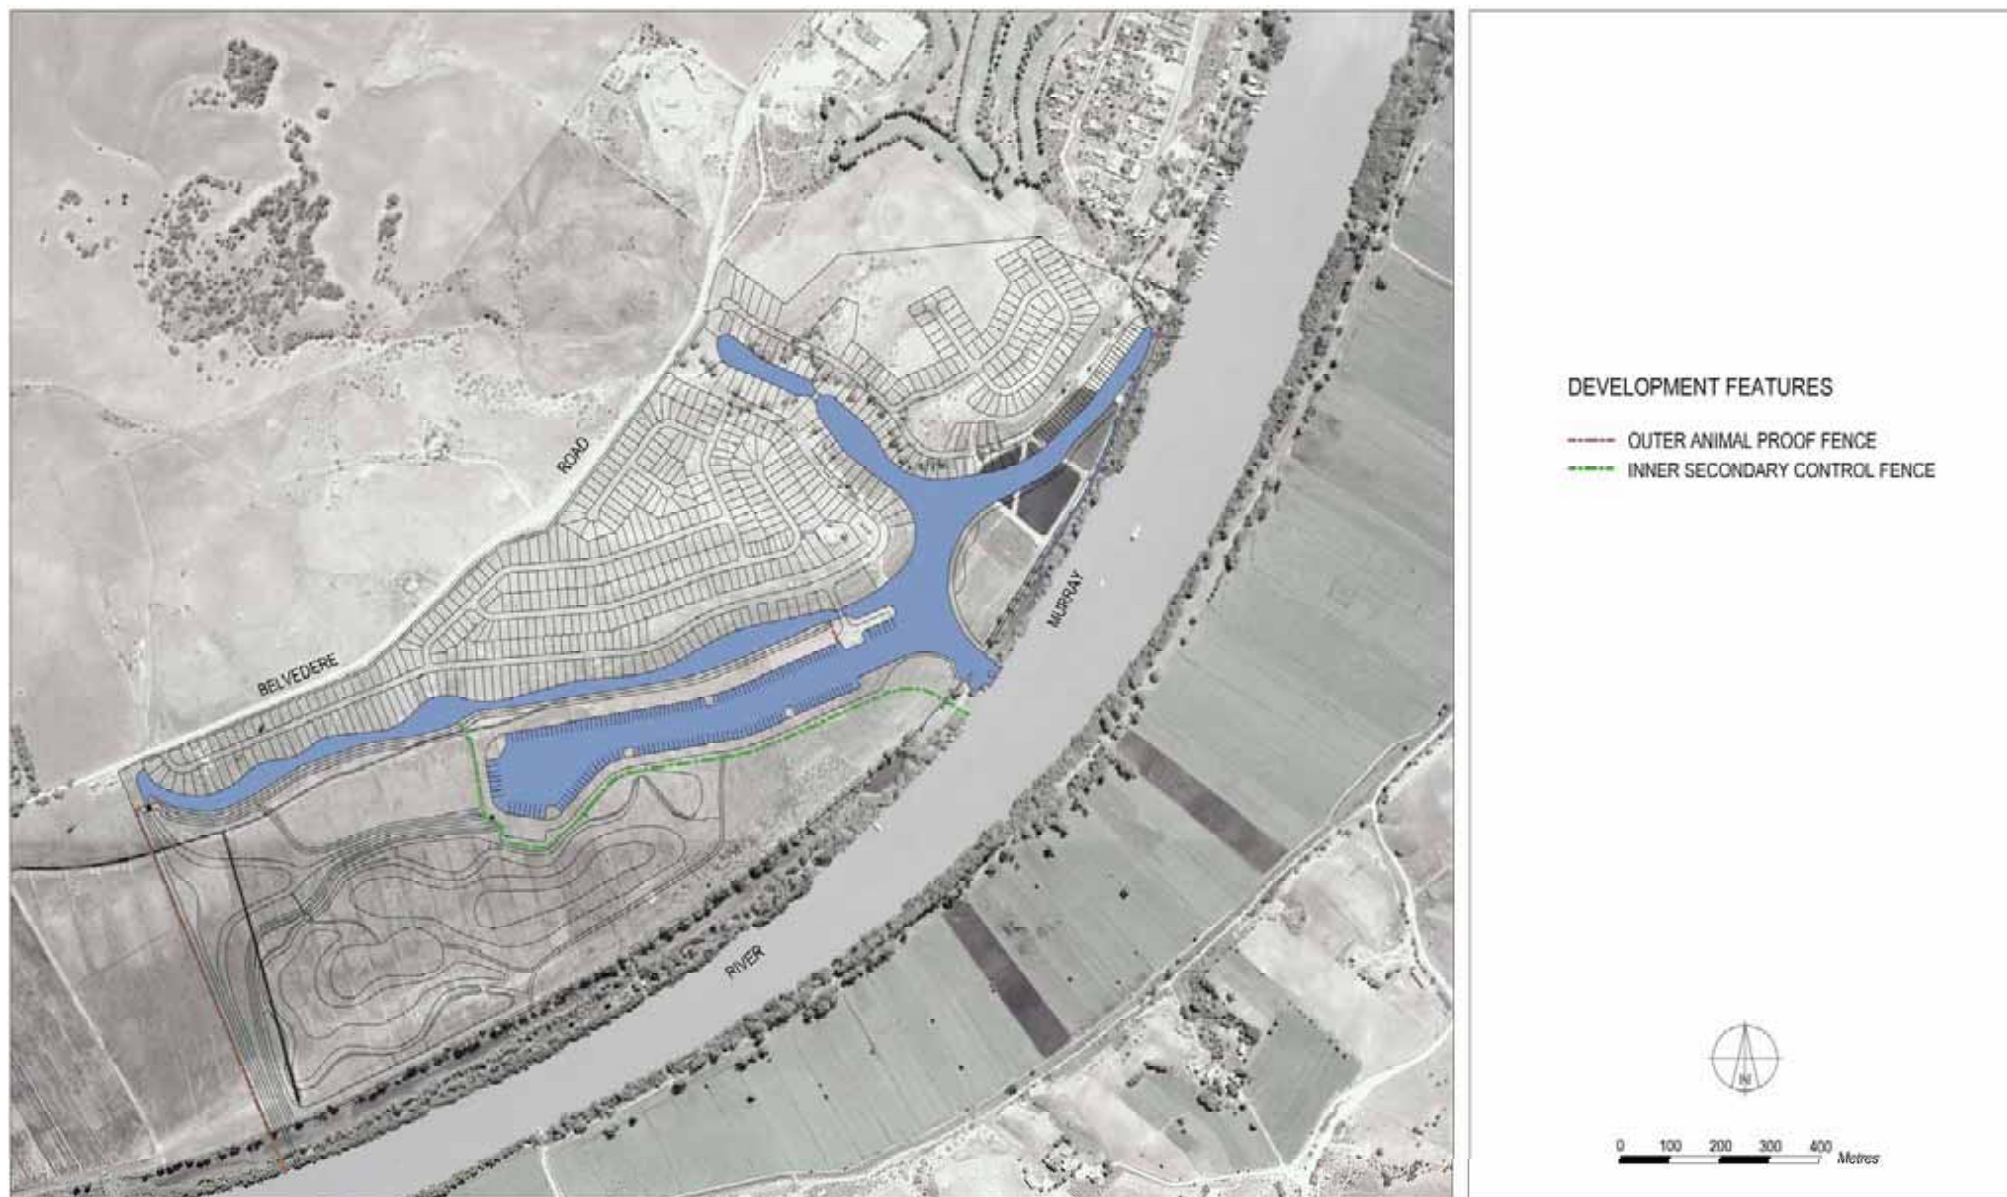 ROAD
BELVEDERE
MURRAY
RIVER
DEVELOPMENT FEATURES
OUTER ANIMAL PROOF FENCE
INNER SECONDARY CONTROL FENCE
N
0 100 200 300 400 Metres